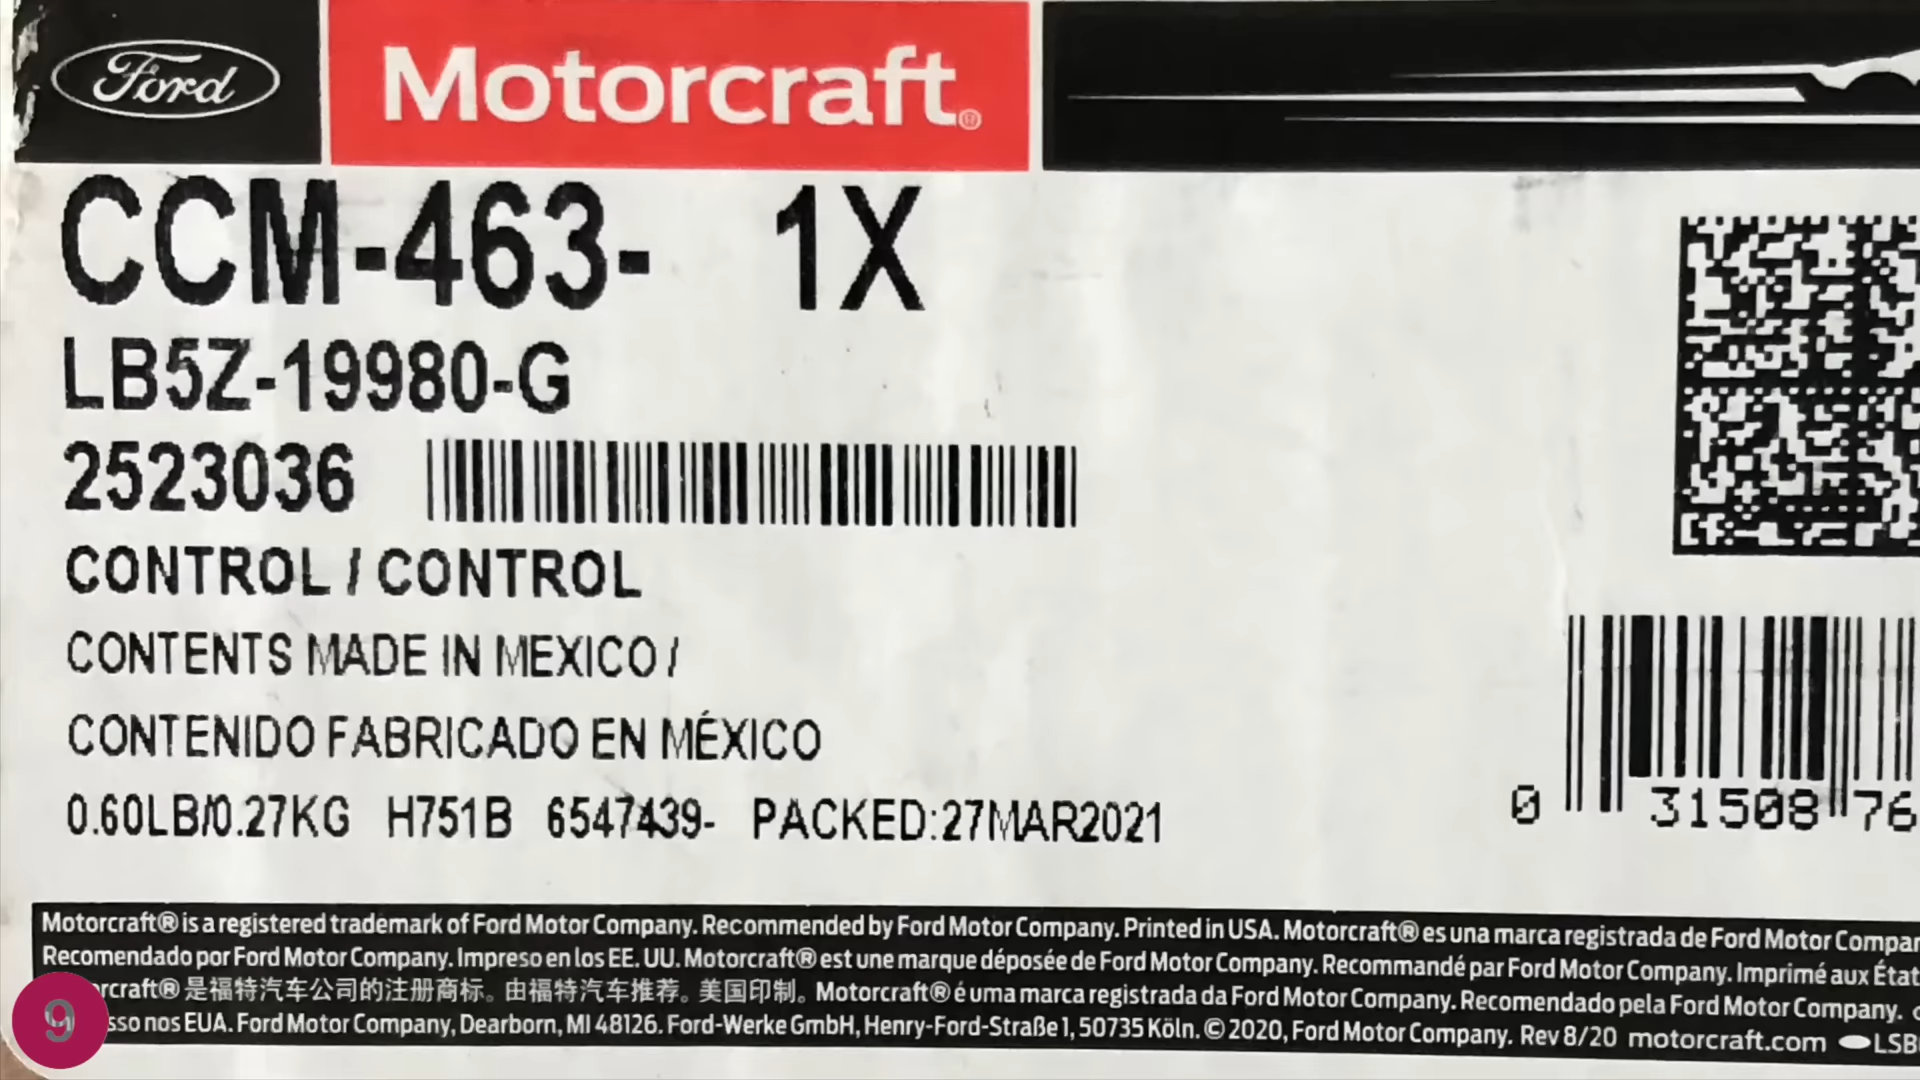 Ford Motorcraft®
CCM-463- 1X
LB5Z-19980-G
2523036
CONTROL / CONTROL
CONTENTS MADE IN MEXICO /
CONTENIDO FABRICADO EN MÉXICO
0.60LB/0.27KG H751B 6547439- PACKED:27MAR2021
0 31508 76
Motorcraft® is a registered trademark of Ford Motor Company. Recommended by Ford Motor Company. Printed in USA. Motorcraft® es una marca registrada de Ford Motor
Recomendado por Ford Motor Company. Impreso en los EE. UU. Motorcraft® est une marque déposée de Ford Motor Company. Recommandé par Ford Motor Company. Imprimé aux
rcraft® 是福特汽车公司的注册商标。由福特汽车推荐。美国印制。Motorcraft® é uma marca registrada da Ford Motor Company. Recomendado pela Ford Motor Company.
sso nos EUA. Ford Motor Company, Dearborn, MI 48126. Ford-Werke GmbH, Henry-Ford-Straße 1, 50735 Köln. © 2020, Ford Motor Company. Rev 8/20 motorcraft.com LSB
9